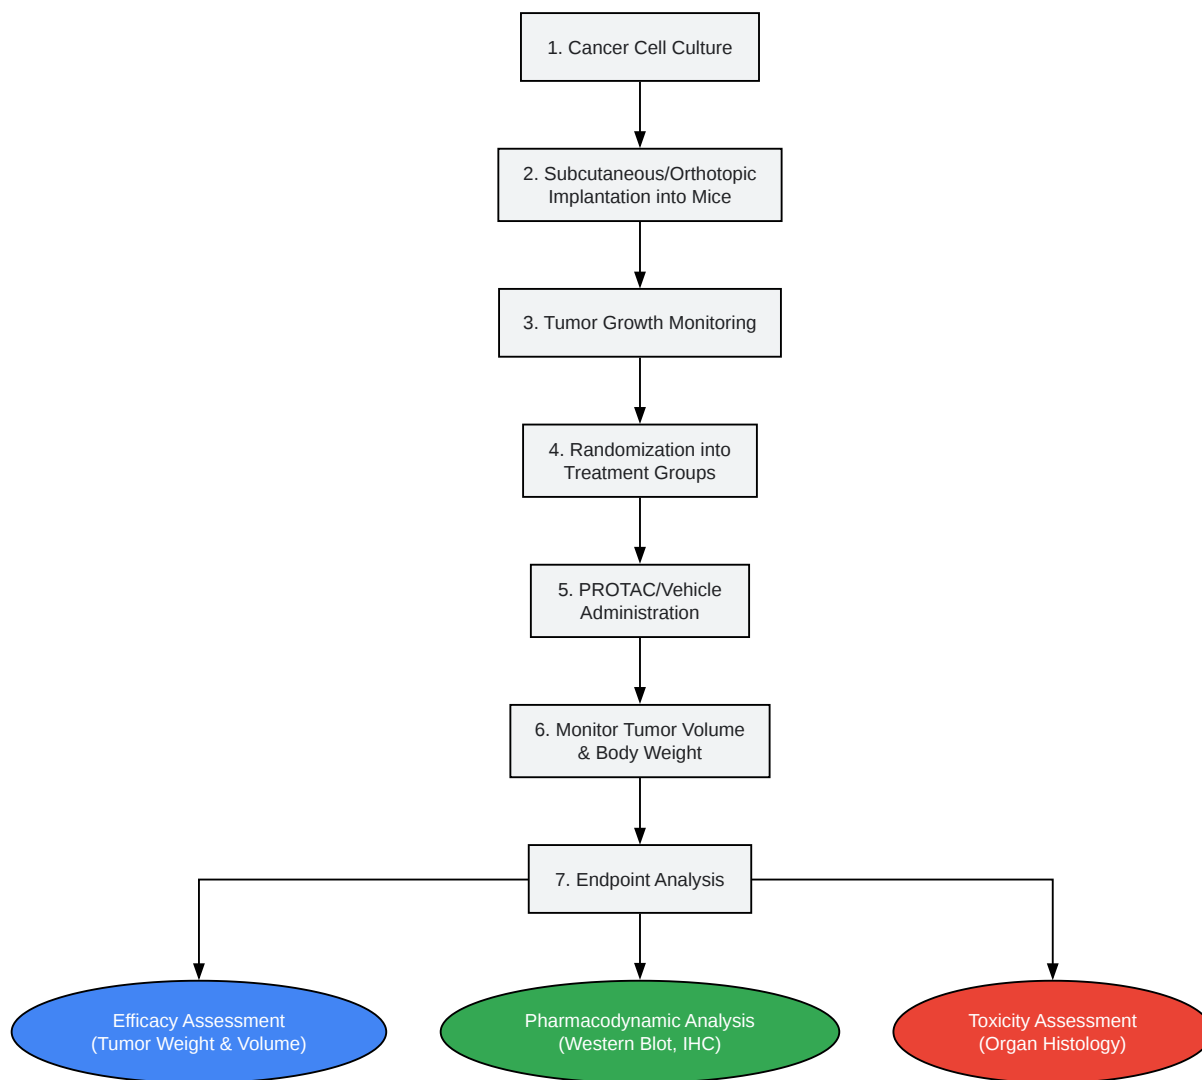 1. Cancer Cell Culture
2. Subcutaneous/Orthotopic
Implantation into Mice
3. Tumor Growth Monitoring
4. Randomization into
Treatment Groups
5. PROTAC/Vehicle
Administration
6. Monitor Tumor Volume
& Body Weight
7. Endpoint Analysis
Efficacy Assessment
(Tumor Weight & Volume)
Pharmacodynamic Analysis
(Western Blot, IHC)
Toxicity Assessment
(Organ Histology)